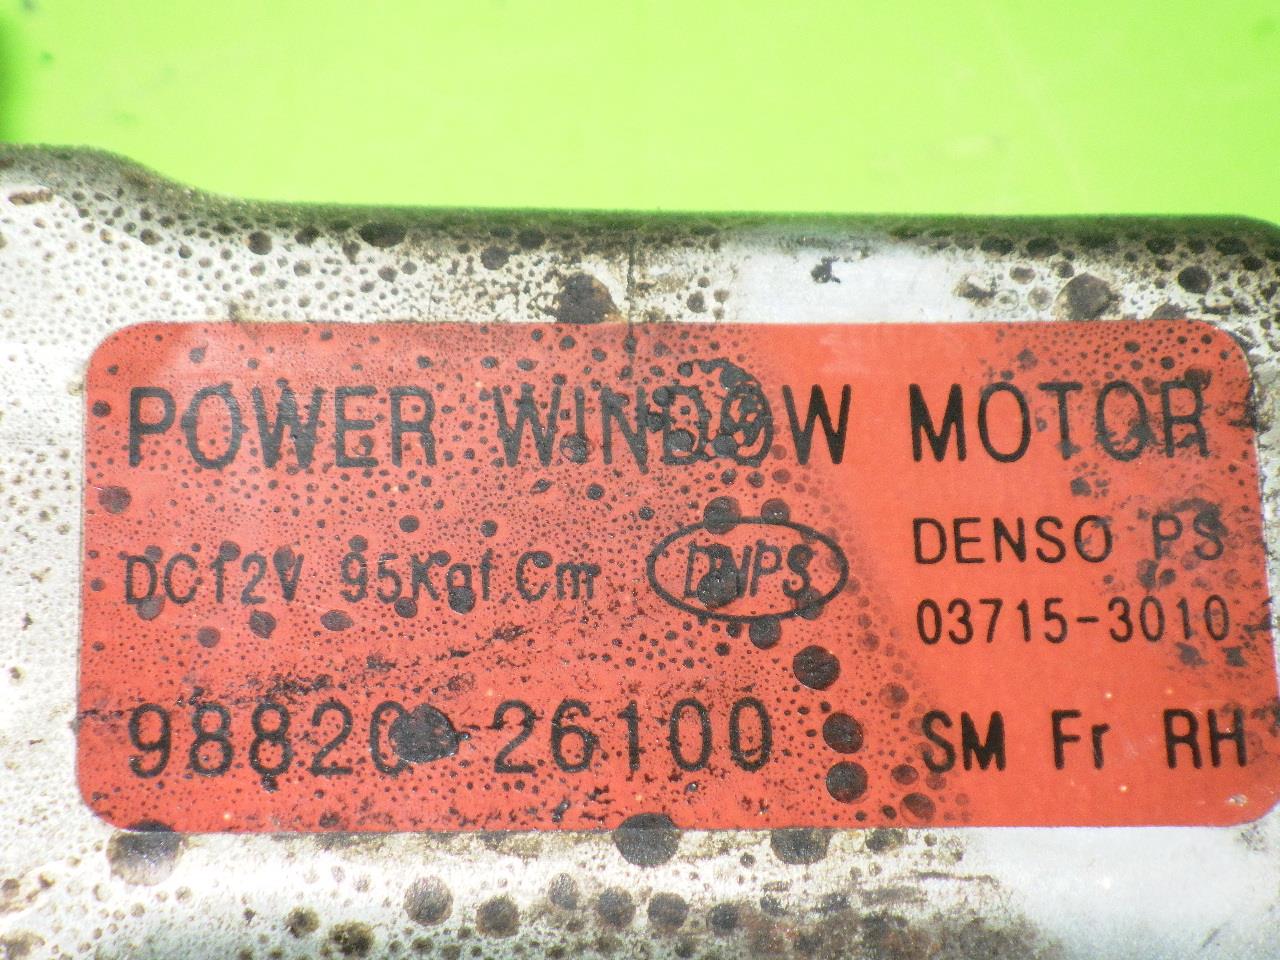 POWER WINDOW MOTOR
DC12V 95Kgf.Cm DNPS DENSO PS
03715-3010
98820-26100 SM Fr RH